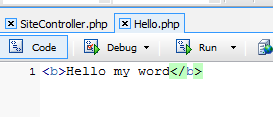 SiteController.php Hello.php
Code Debug Run
1 <b>Hello my word</b>